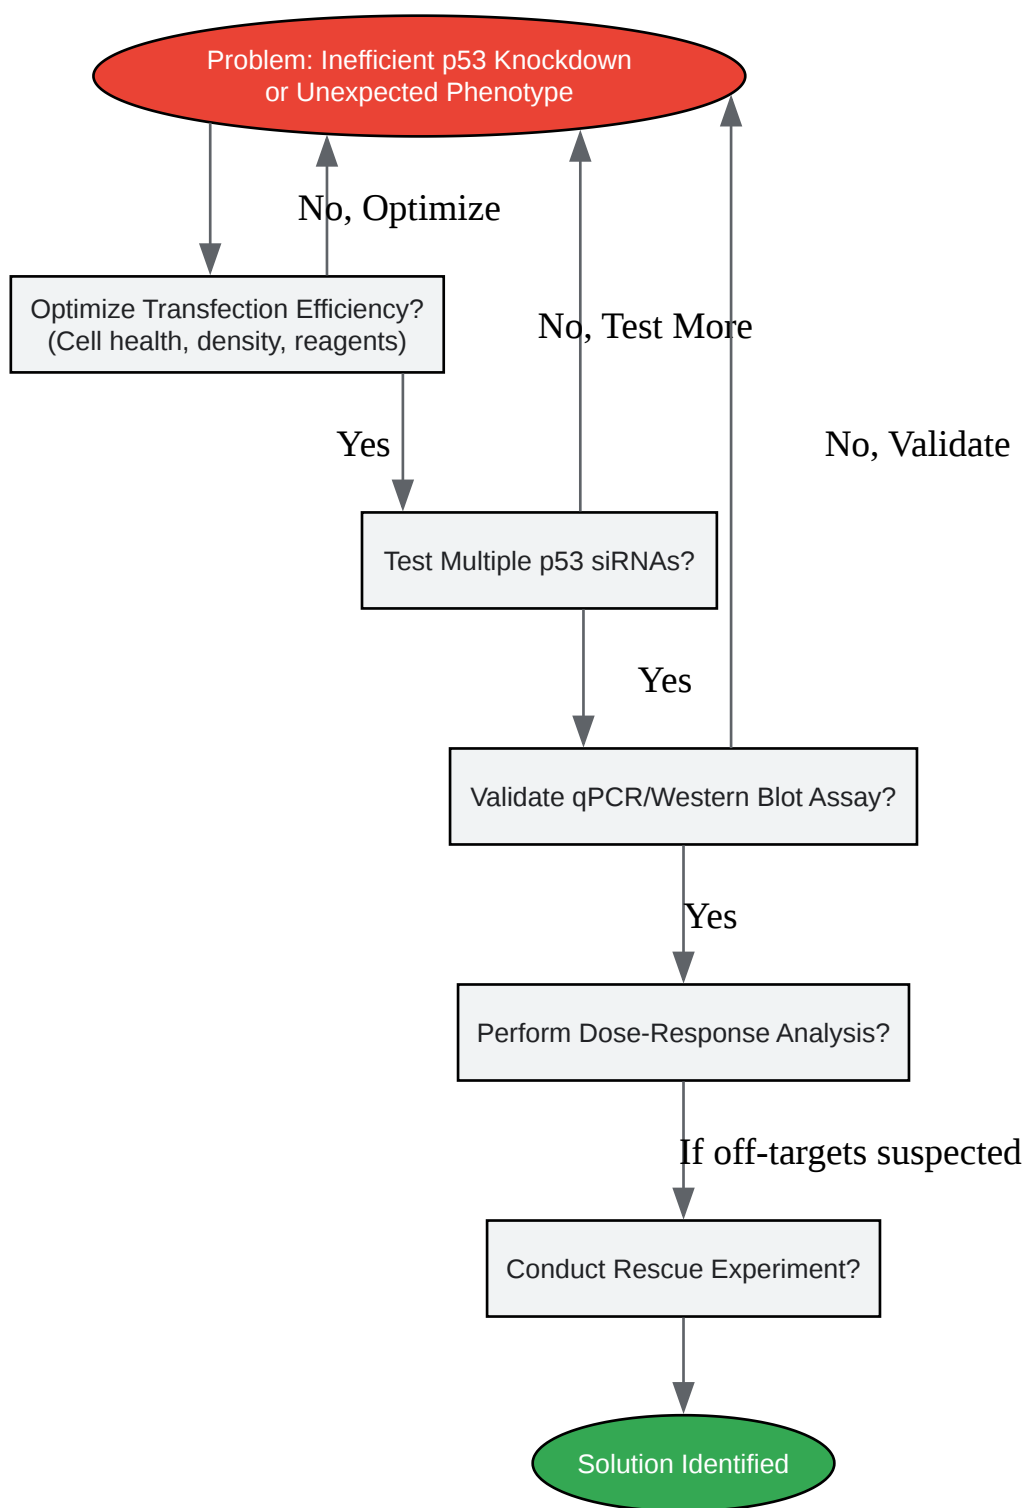 Problem: Inefficient p53 Knockdown
or Unexpected Phenotype
No, Optimize
Optimize Transfection Efficiency?
(Cell health, density, reagents)
No, Test More
Yes
No, Validate
Test Multiple p53 siRNAs?
Yes
Validate qPCR/Western Blot Assay?
Yes
Perform Dose-Response Analysis?
If off-targets suspected
Conduct Rescue Experiment?
Solution Identified